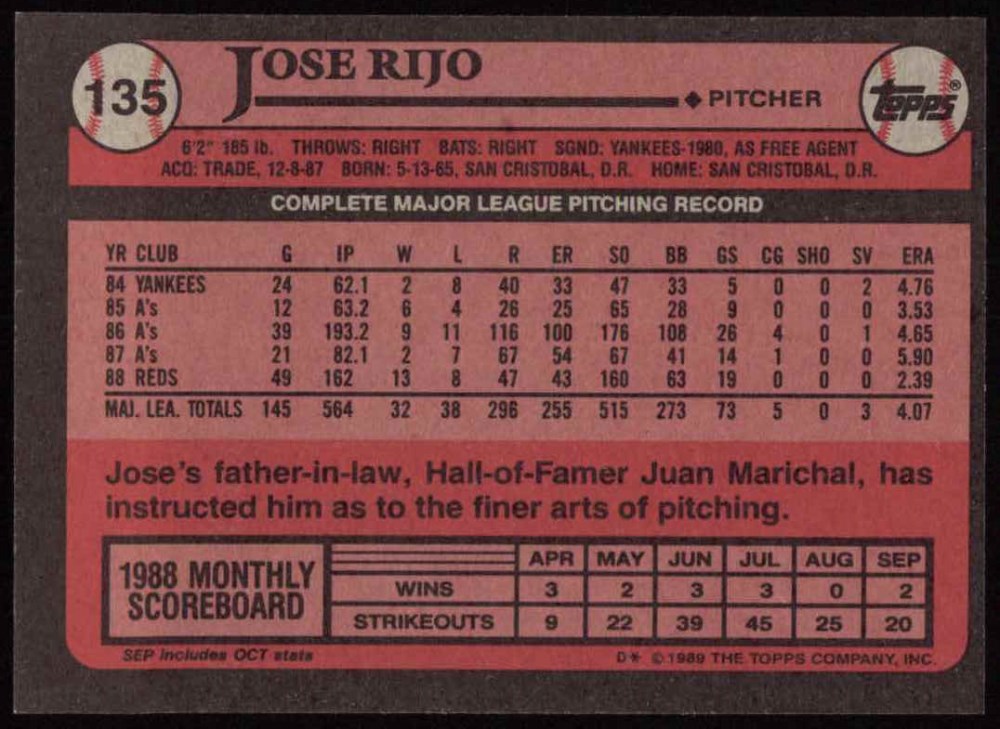 135
JOSE RIJO
PITCHER
Topps®
6'2" 185 lb. THROWS: RIGHT BATS: RIGHT SGND: YANKEES-1980, AS FREE AGENT
ACQ: TRADE, 12-8-87 BORN: 5-13-65, SAN CRISTOBAL, D.R. HOME: SAN CRISTOBAL, D.R.
COMPLETE MAJOR LEAGUE PITCHING RECORD
YR CLUB G IP W L R ER SO BB GS CG SHO SV ERA
84 YANKEES 24 62.1 2 8 40 33 47 33 5 0 0 2 4.76
85 A's 12 63.2 6 4 26 25 65 28 9 0 0 0 3.53
86 A's 39 193.2 9 11 116 100 176 108 26 4 0 1 4.65
87 A's 21 82.1 2 7 67 54 67 41 14 1 0 0 5.90
88 REDS 49 162 13 8 47 43 160 63 19 0 0 0 2.39
MAJ. LEA. TOTALS 145 564 32 38 296 255 515 273 73 5 0 3 4.07
Jose's father-in-law, Hall-of-Famer Juan Marichal, has
instructed him as to the finer arts of pitching.
1988 MONTHLY
SCOREBOARD
APR MAY JUN JUL AUG SEP
WINS 3 2 3 3 0 2
STRIKEOUTS 9 22 39 45 25 20
SEP includes OCT stats
D* ©1989 THE TOPPS COMPANY, INC.